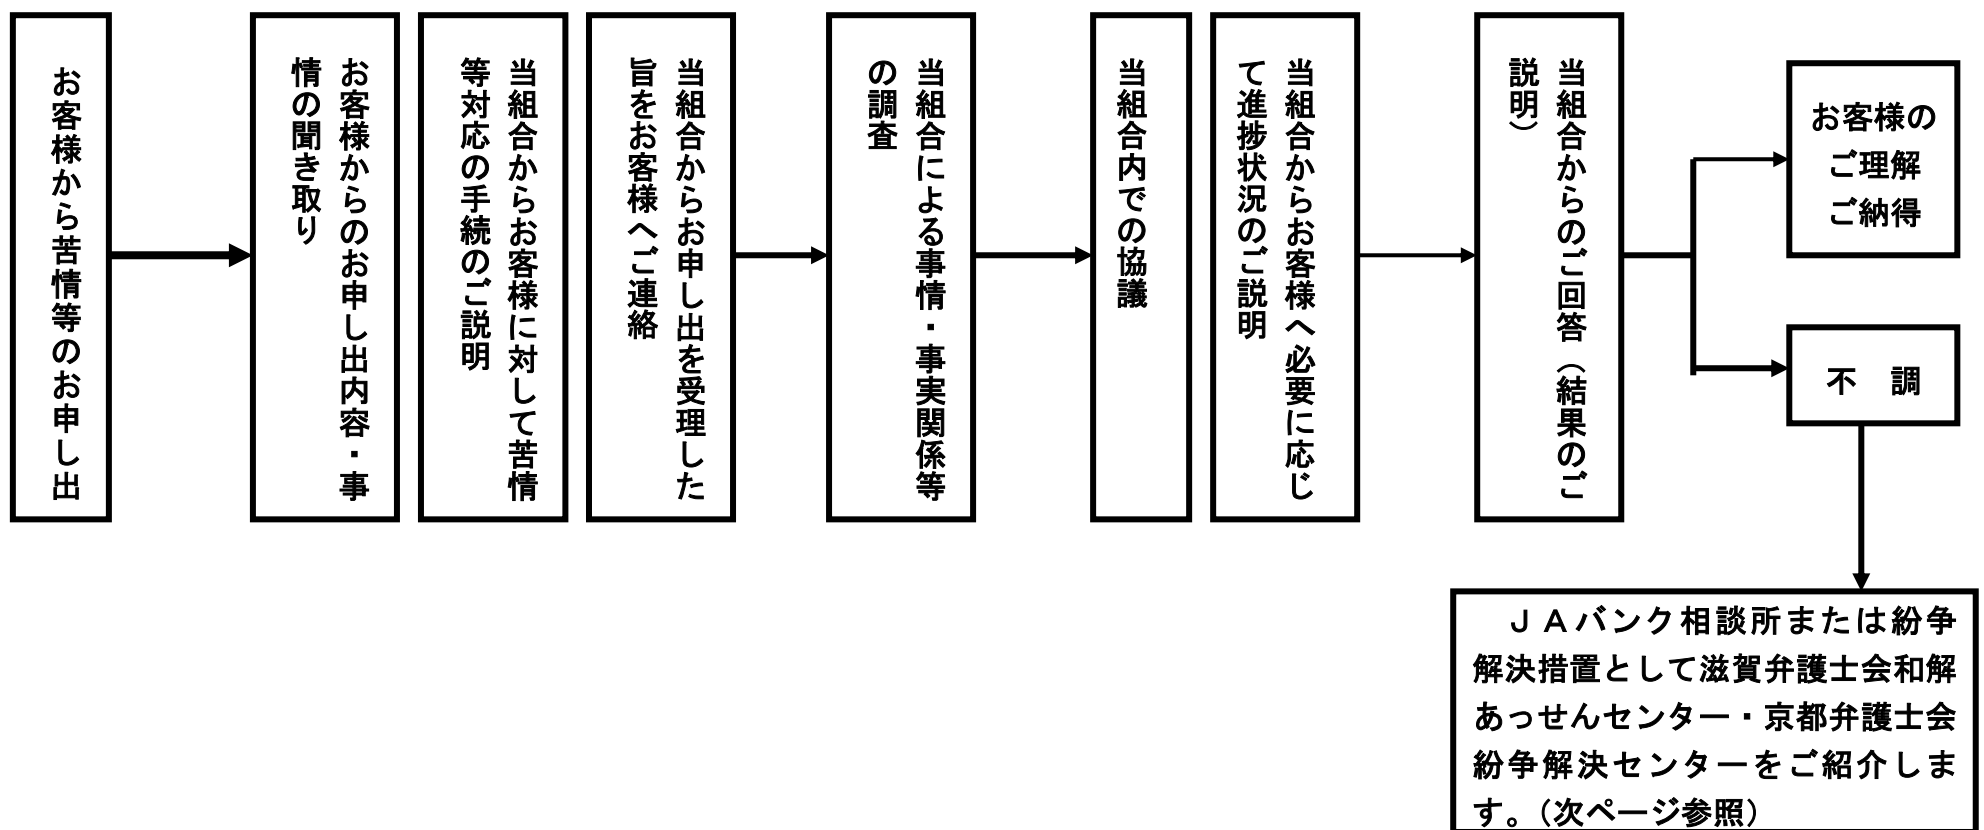 お客様から苦情等のお申し出
お客様からのお申し出内容・事
情の聞き取り
当組合からお客様に対して苦情
等対応の手続のご説明
当組合からお申し出を受理した
旨をお客様へご連絡
当組合による事情・事実関係等
の調査
当組合内での協議
当組合からお客様へ必要に応じ
て進捗状況のご説明
当組合からのご回答（結果のご
説明）
お客様の
ご理解
ご納得
不　調
ＪＡバンク相談所または紛争
解決措置として滋賀弁護士会和解
あっせんセンター・京都弁護士会
紛争解決センターをご紹介しま
す。（次ページ参照）